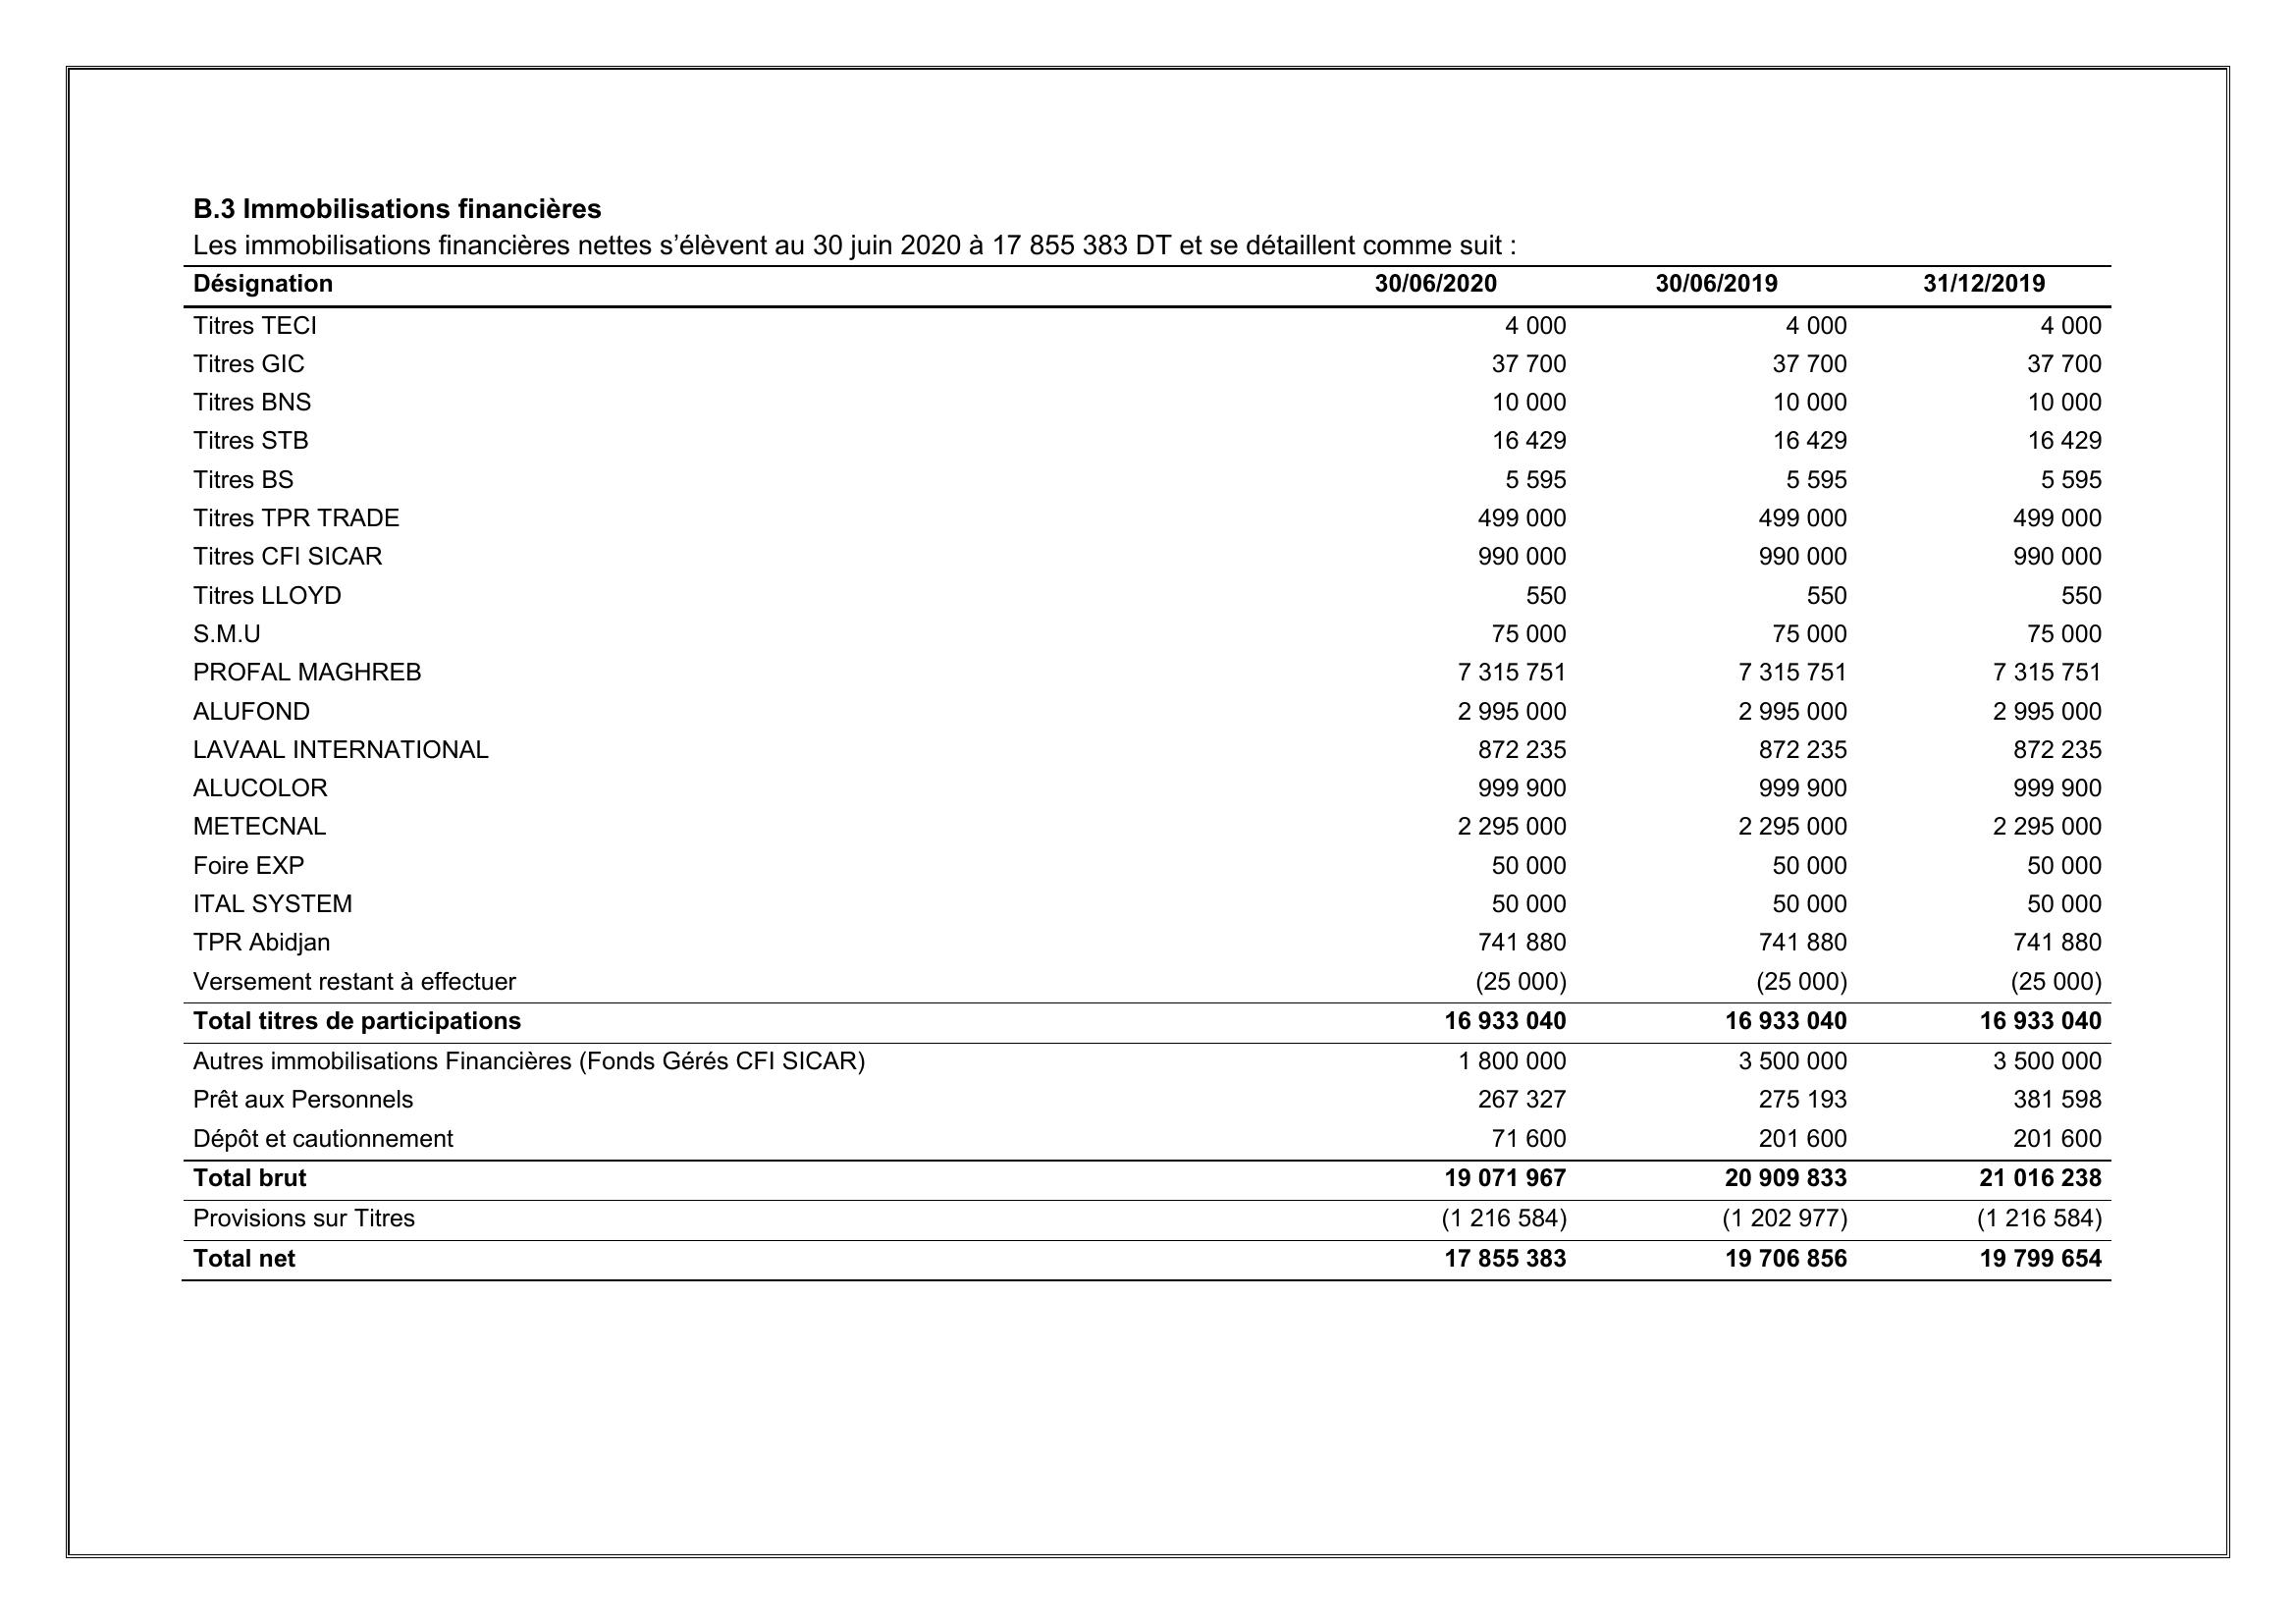 B.3 Immobilisations financières
Les immobilisations financières nettes s’élèvent au 30 juin 2020 à 17 855 383 DT et se détaillent comme suit :
Désignation 30/06/2020 30/06/2019 31/12/2019
Titres TECI 4 000 4 000 4 000
Titres GIC 37 700 37 700 37 700
Titres BNS 10 000 10 000 10 000
Titres STB 16 429 16 429 16 429
Titres BS 5 595 5 595 5 595
Titres TPR TRADE 499 000 499 000 499 000
Titres CFI SICAR 990 000 990 000 990 000
Titres LLOYD 550 550 550
S.M.U 75 000 75 000 75 000
PROFAL MAGHREB 7 315 751 7 315 751 7 315 751
ALUFOND 2 995 000 2 995 000 2 995 000
LAVAAL INTERNATIONAL 872 235 872 235 872 235
ALUCOLOR 999 900 999 900 999 900
METECNAL 2 295 000 2 295 000 2 295 000
Foire EXP 50 000 50 000 50 000
ITAL SYSTEM 50 000 50 000 50 000
TPR Abidjan 741 880 741 880 741 880
Versement restant à effectuer (25 000) (25 000) (25 000)
Total titres de participations 16 933 040 16 933 040 16 933 040
Autres immobilisations Financières (Fonds Gérés CFI SICAR) 1 800 000 3 500 000 3 500 000
Prêt aux Personnels 267 327 275 193 381 598
Dépôt et cautionnement 71 600 201 600 201 600
Total brut 19 071 967 20 909 833 21 016 238
Provisions sur Titres (1 216 584) (1 202 977) (1 216 584)
Total net 17 855 383 19 706 856 19 799 654